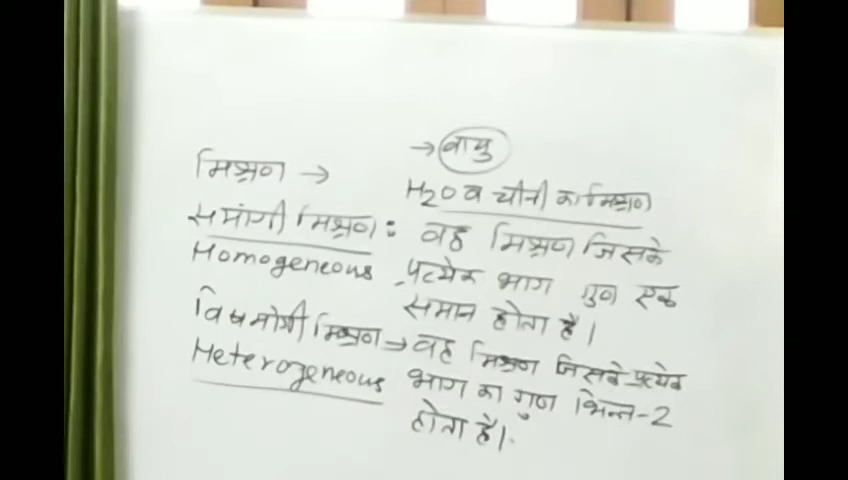 → वायु
मिश्रण →
H2O व चीनी का मिश्रण
समांगी मिश्रण : वह मिश्रण जिसके
Homogeneous प्रत्येक भाग गुण एक
समान होता है।
विषमांगी मिश्रण → वह मिश्रण जिसके प्रत्येक
Heterogeneous भाग का गुण भिन्न-2
होता है।